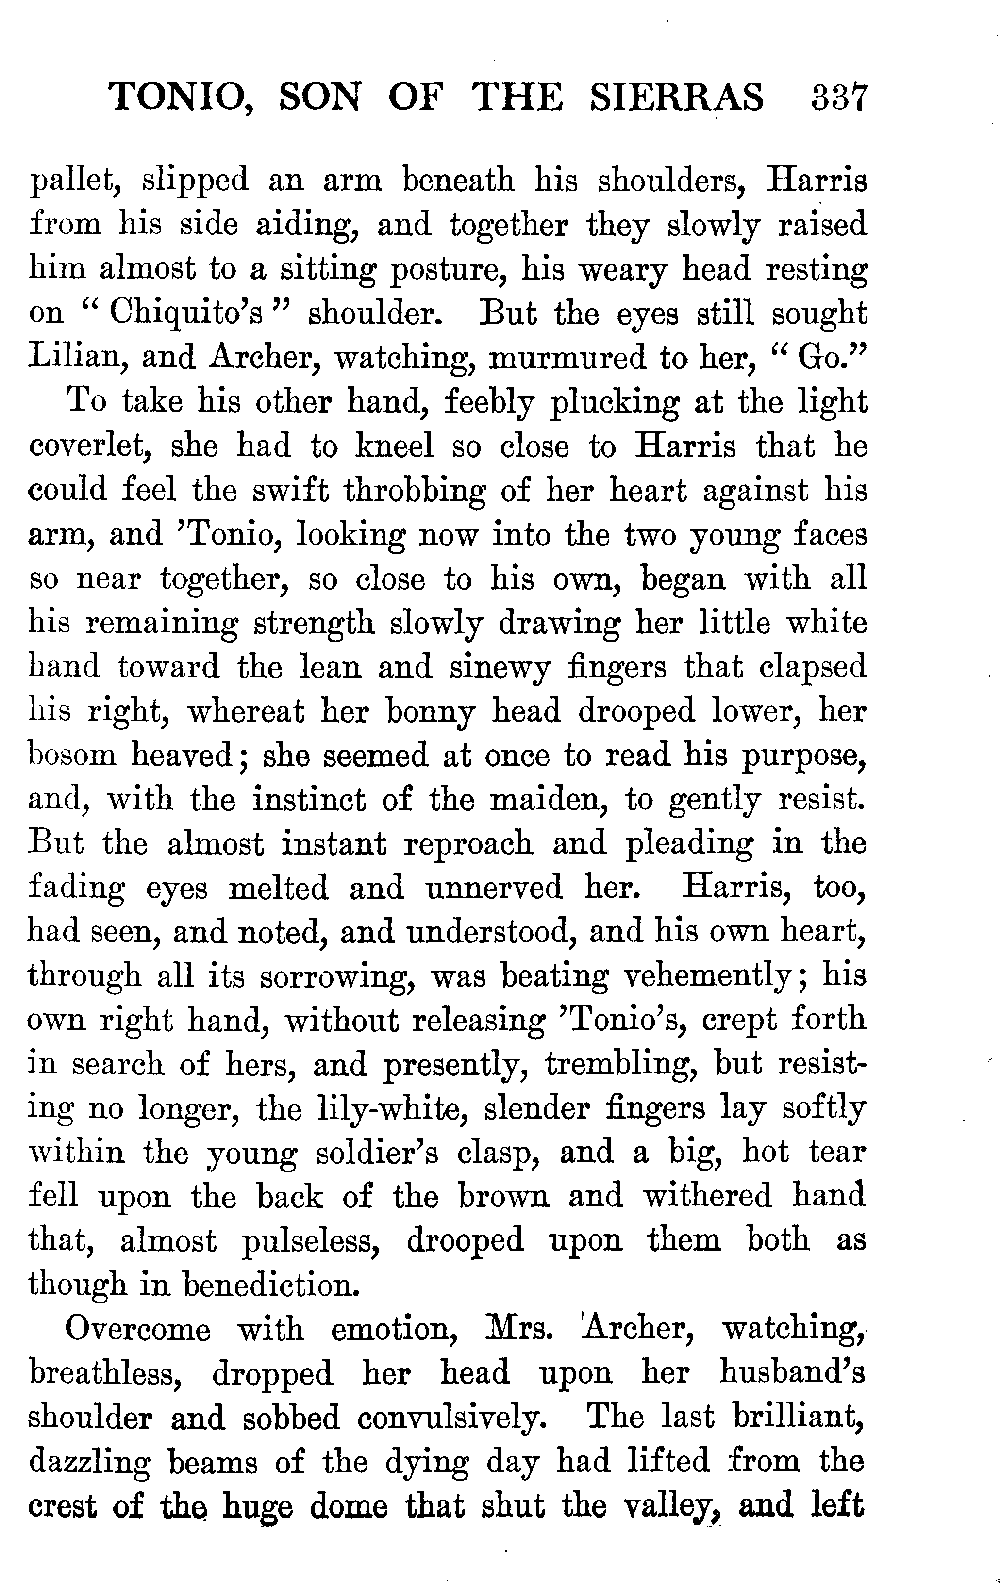 TONIO, SON OF THE SIERRAS 337
pallet, slipped an arm beneath his shoulders, Harris
from his side aiding, and together they slowly raised
him almost to a sitting posture, his weary head resting
on “ Chiquito’s ” shoulder. But the eyes still sought
Lilian, and Archer, watching, murmured to her, “ Go.”
To take his other hand, feebly plucking at the light
coverlet, she had to kneel so close to Harris that he
could feel the swift throbbing of her heart against his
arm, and ’Tonio, looking now into the two young faces
so near together, so close to his own, began with all
his remaining strength slowly drawing her little white
hand toward the lean and sinewy fingers that clapsed
his right, whereat her bonny head drooped lower, her
bosom heaved; she seemed at once to read his purpose,
and, with the instinct of the maiden, to gently resist.
But the almost instant reproach and pleading in the
fading eyes melted and unnerved her. Harris, too,
had seen, and noted, and understood, and his own heart,
through all its sorrowing, was beating vehemently; his
own right hand, without releasing ’Tonio’s, crept forth
in search of hers, and presently, trembling, but resist-
ing no longer, the lily-white, slender fingers lay softly
within the young soldier’s clasp, and a big, hot tear
fell upon the back of the brown and withered hand
that, almost pulseless, drooped upon them both as
though in benediction.
Overcome with emotion, Mrs. Archer, watching,
breathless, dropped her head upon her husband’s
shoulder and sobbed convulsively. The last brilliant,
dazzling beams of the dying day had lifted from the
crest of the huge dome that shut the valley, and left